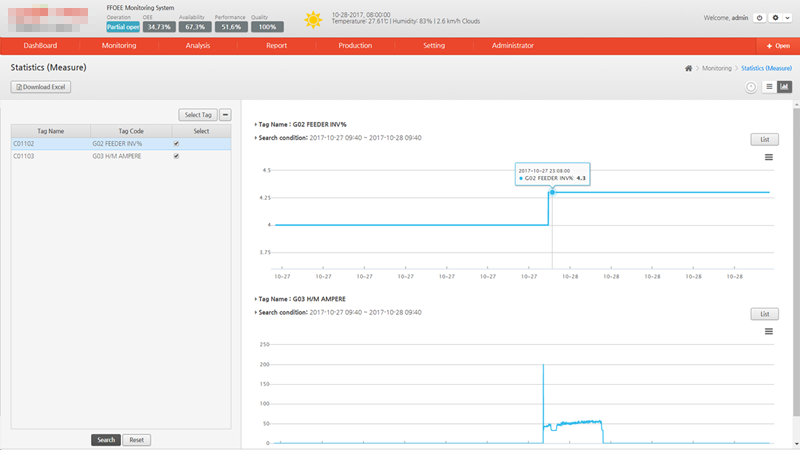 FFOEE Monitoring System
Operation OEE Availability Performance Quality
Partial oper 34,73% 67,3% 51,6% 100%
10-28-2017, 08:00:00
Temperature: 27.61℃ | Humidity: 83% | 2.6 km/h Clouds
Welcome, admin
DashBoard Monitoring Analysis Report Production Setting Administrator + Open
Statistics (Measure)
Monitoring > Statistics (Measure)
Download Excel
Select Tag
Tag Name Tag Code Select
C01102 G02 FEEDER INV%
C01103 G03 H/M AMPERE
Search Reset
Tag Name : G02 FEEDER INV%
Search condition: 2017-10-27 09:40 ~ 2017-10-28 09:40
List
2017-10-27 23:08:00
G02 FEEDER INV%: 4.3
4.5
4.25
4
3.75
10-27 10-27 10-27 10-27 10-27 10-27 10-27 10-27 10-28 10-28 10-28 10-28 10-28 10-28
Tag Name : G03 H/M AMPERE
Search condition: 2017-10-27 09:40 ~ 2017-10-28 09:40
List
250
200
150
100
50
0